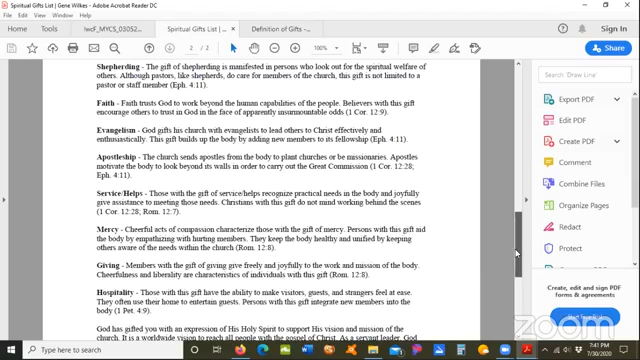 Spiritual Gifts List | Gene Wilkes - Adobe Acrobat Reader DC
File Edit View Window Help
Home Tools lwcF_MYCS_03052... Spiritual Gifts List |... × Definition of Gifts -... Sign In
2 / 2 100% Share
Shepherding - The gift of shepherding is manifested in persons who look out for the spiritual welfare of
others. Although pastors, like shepherds, do care for members of the church, this gift is not limited to a
pastor or staff member (Eph. 4:11).
Faith - Faith trusts God to work beyond the human capabilities of the people. Believers with this gift
encourage others to trust in God in the face of apparently insurmountable odds (1 Cor. 12:9).
Evangelism - God gifts his church with evangelists to lead others to Christ effectively and
enthusiastically. This gift builds up the body by adding new members to its fellowship (Eph. 4:11).
Apostleship - The church sends apostles from the body to plant churches or be missionaries. Apostles
motivate the body to look beyond its walls in order to carry out the Great Commission (1 Cor. 12:28;
Eph. 4:11).
Service/Helps - Those with the gift of service/helps recognize practical needs in the body and joyfully
give assistance to meeting those needs. Christians with this gift do not mind working behind the scenes
(1 Cor. 12:28; Rom. 12:7).
Mercy - Cheerful acts of compassion characterize those with the gift of mercy. Persons with this gift aid
the body by empathizing with hurting members. They keep the body healthy and unified by keeping
others aware of the needs within the church (Rom. 12:8).
Giving - Members with the gift of giving give freely and joyfully to the work and mission of the body.
Cheerfulness and liberality are characteristics of individuals with this gift (Rom. 12:8).
Hospitality - Those with this gift have the ability to make visitors, guests, and strangers feel at ease.
They often use their home to entertain guests. Persons with this gift integrate new members into the
body (1 Pet. 4:9).
God has gifted you with an expression of His Holy Spirit to support His vision and mission of the
church. It is a worldwide vision to reach all people with the gospel of Christ. As a servant leader, God
Search 'Draw Line'
Export PDF
Edit PDF
Create PDF
Comment
Combine Files
Organize Pages
Redact
Protect
Create, edit and sign PDF
forms & agreements
Start Free Trial
zoom
Type here to search
7:41 PM
7/30/2020